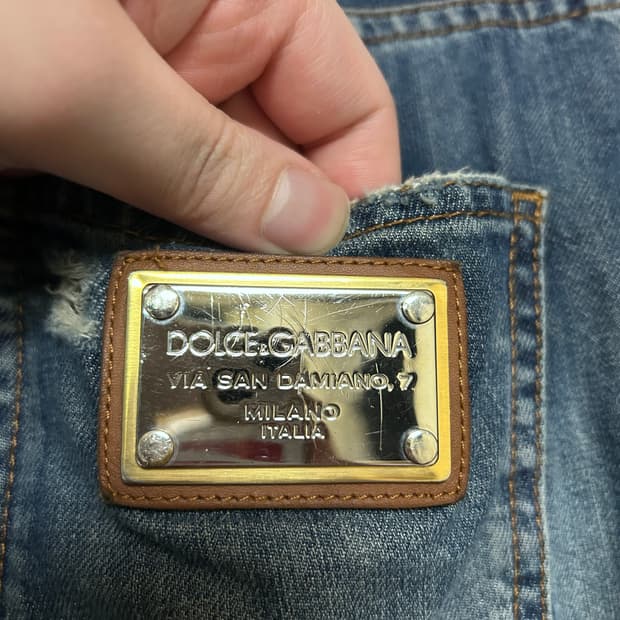 DOLCE&GABBANA
VIA SAN DAMIANO, 7
MILANO
ITALIA